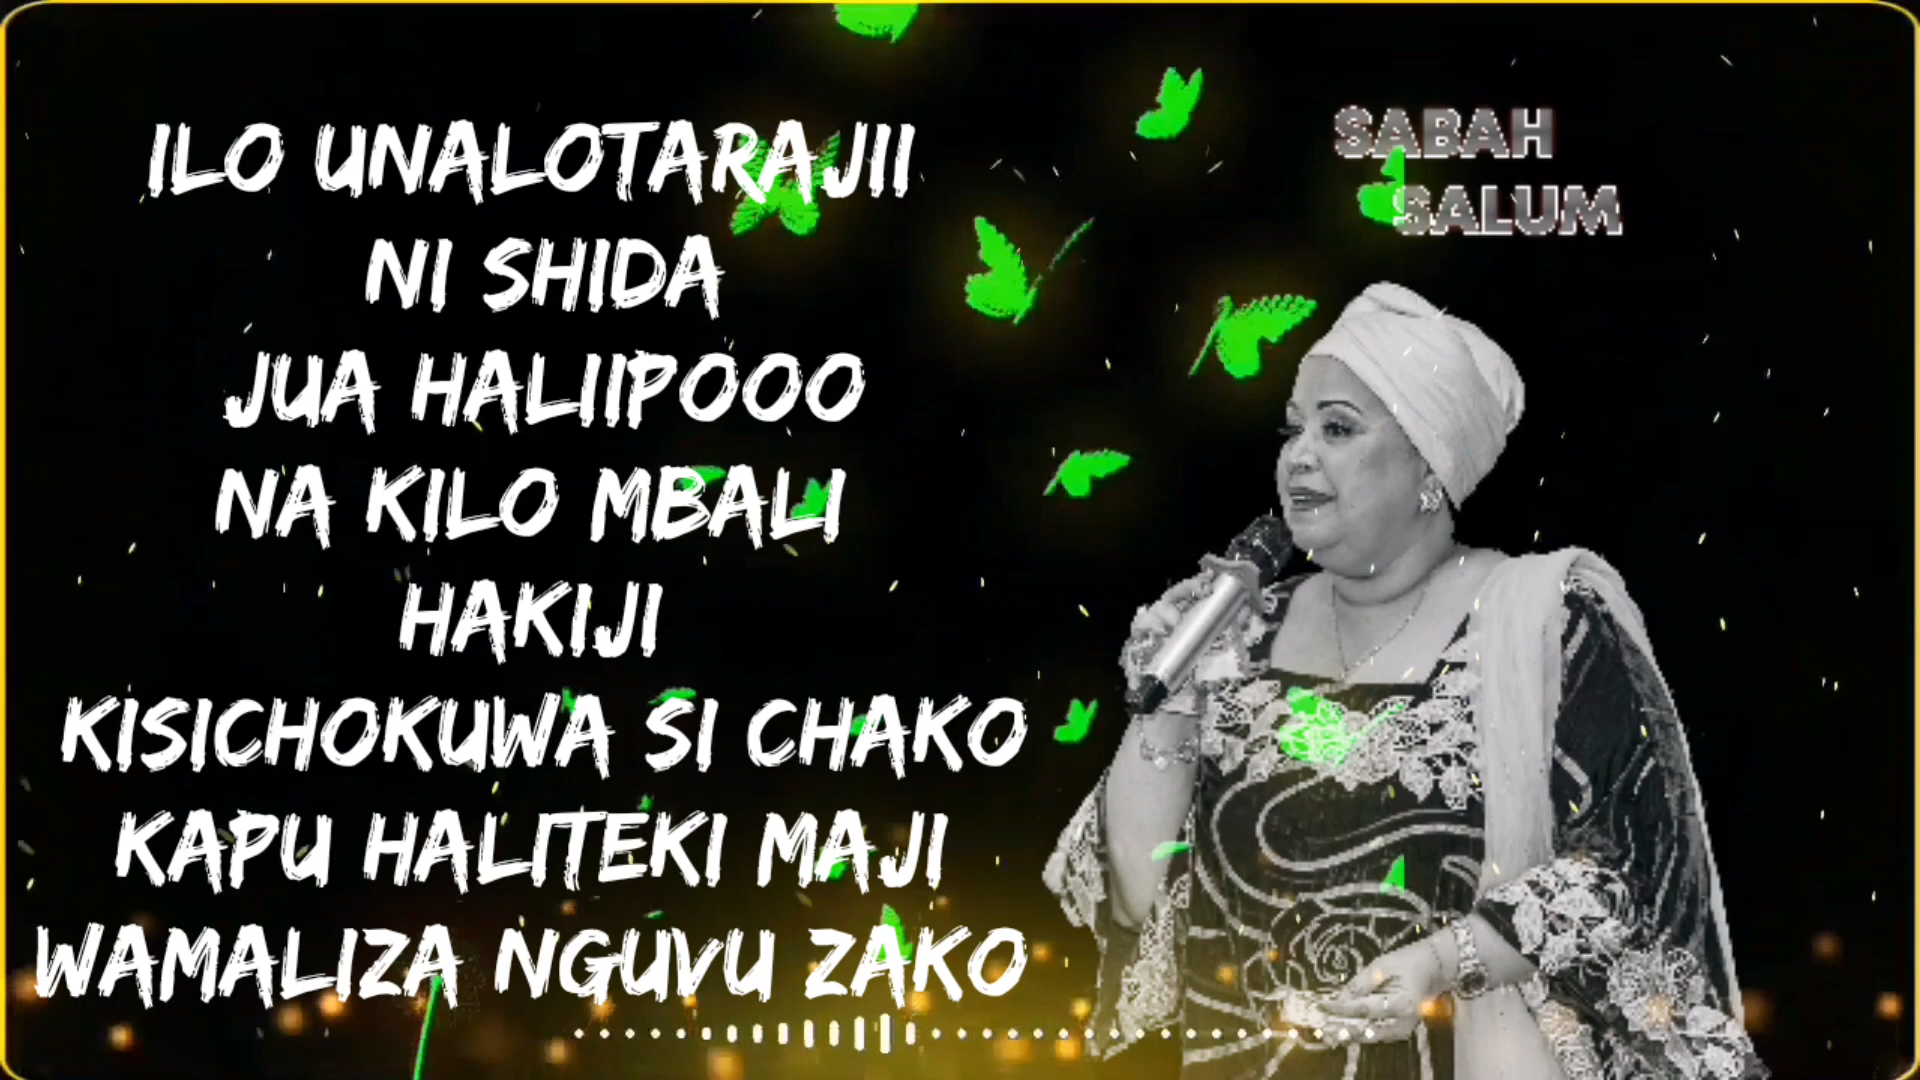 ILO UNALOTARAJII
NI SHIDA
JUA HALIIPOOO
NA KILO MBALI
HAKIJI
KISICHOKUWA SI CHAKO
KAPU HALITEKI MAJI
WAMALIZA NGUVU ZAKO
SABAH
SALUM